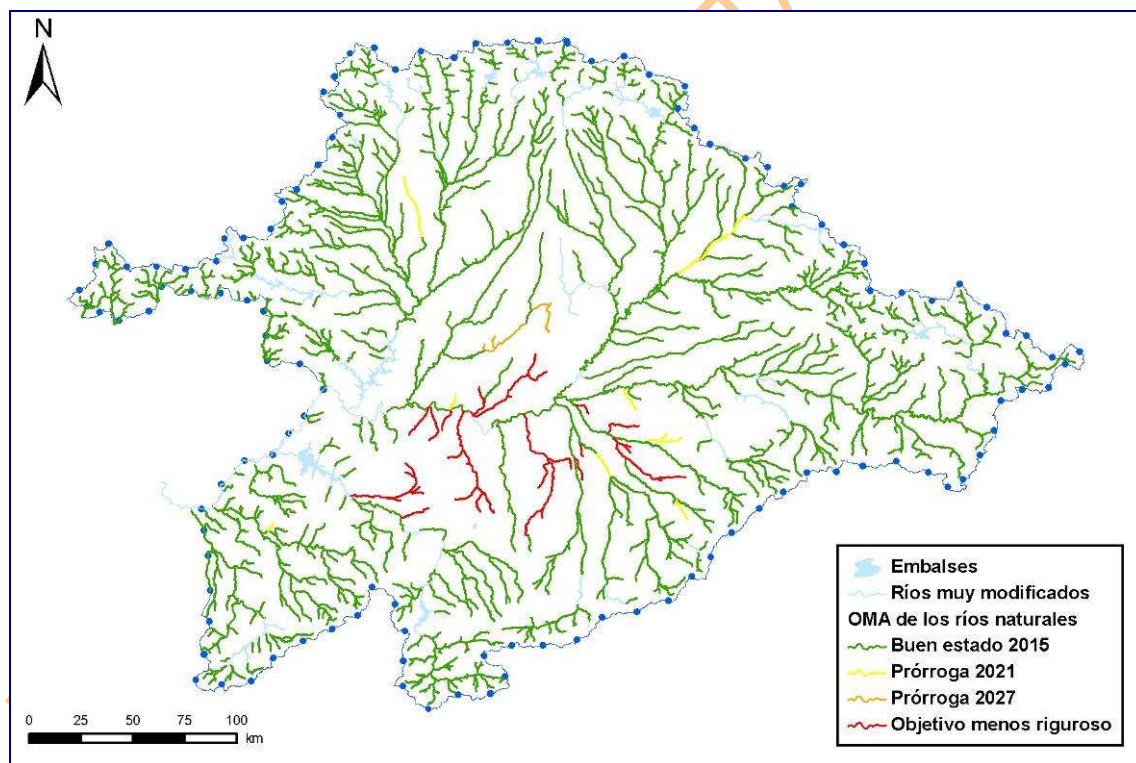 N
Embalses
Ríos muy modificados
OMA de los ríos naturales
Buen estado 2015
Prórroga 2021
Prórroga 2027
Objetivo menos riguroso
0 25 50 75 100
km